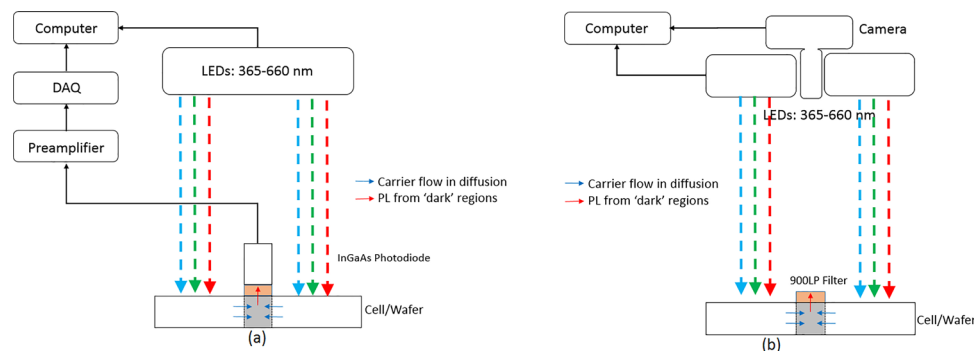 Computer
LEDs: 365-660 nm
DAQ
Preamplifier
Carrier flow in diffusion
PL from 'dark' regions
InGaAs Photodiode
Cell/Wafer
(a)
Computer
Camera
LEDs: 365-660 nm
Carrier flow in diffusion
PL from 'dark' regions
900LP Filter
Cell/Wafer
(b)